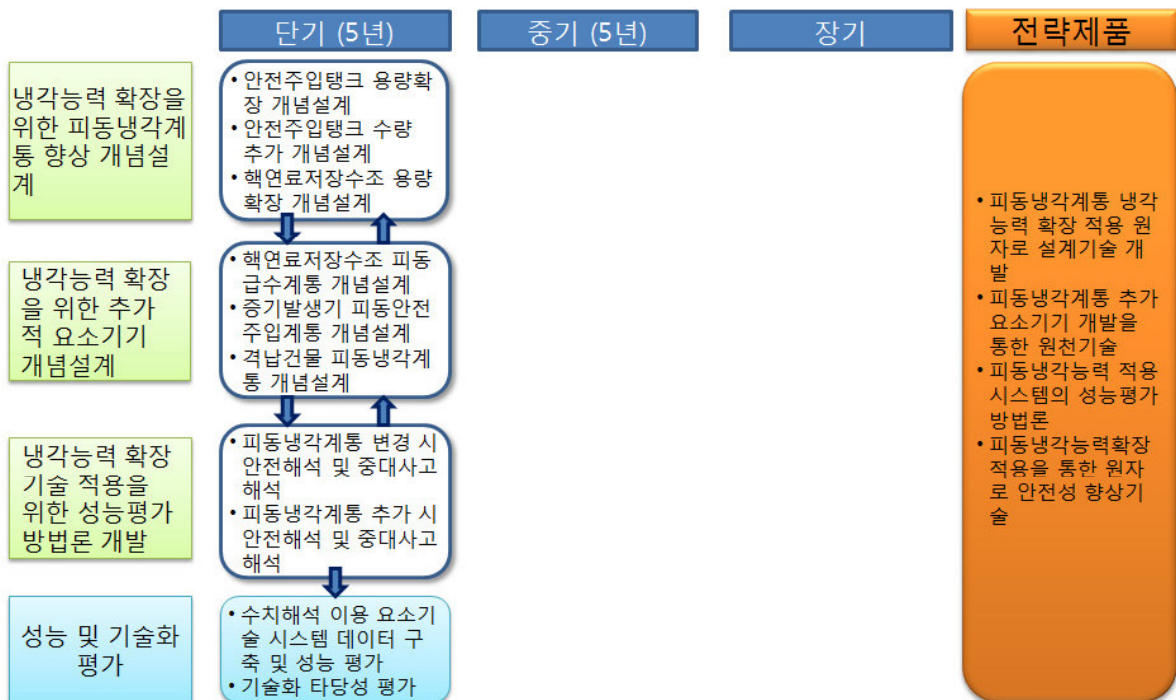 단기 (5년)
중기 (5년)
장기
전략제품
냉각능력 확장을
위한 피동냉각계
통 향상 개념설
계
• 안전주입탱크 용량확
장 개념설계
• 안전주입탱크 수량
추가 개념설계
• 핵연료저장수조 용량
확장 개념설계
냉각능력 확장
을 위한 추가
적 요소기기
개념설계
• 핵연료저장수조 피동
급수계통 개념설계
• 증기발생기 피동안전
주입계통 개념설계
• 격납건물 피동냉각계
통 개념설계
냉각능력 확장
기술 적용을
위한 성능평가
방법론 개발
• 피동냉각계통 변경 시
안전해석 및 중대사고
해석
• 피동냉각계통 추가 시
안전해석 및 중대사고
해석
성능 및 기술화
평가
• 수치해석 이용 요소기
술 시스템 데이터 구
축 및 성능 평가
• 기술화 타당성 평가
• 피동냉각계통 냉각
능력 확장 적용 원
자로 설계기술 개
발
• 피동냉각계통 추가
요소기기 개발을
통한 원천기술
• 피동냉각능력 적용
시스템의 성능평가
방법론
• 피동냉각능력확장
적용을 통한 원자
로 안전성 향상기
술